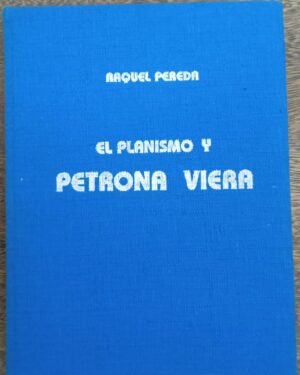 RAQUEL PEREDA
EL PLANISMO Y
PETRONA VIERA